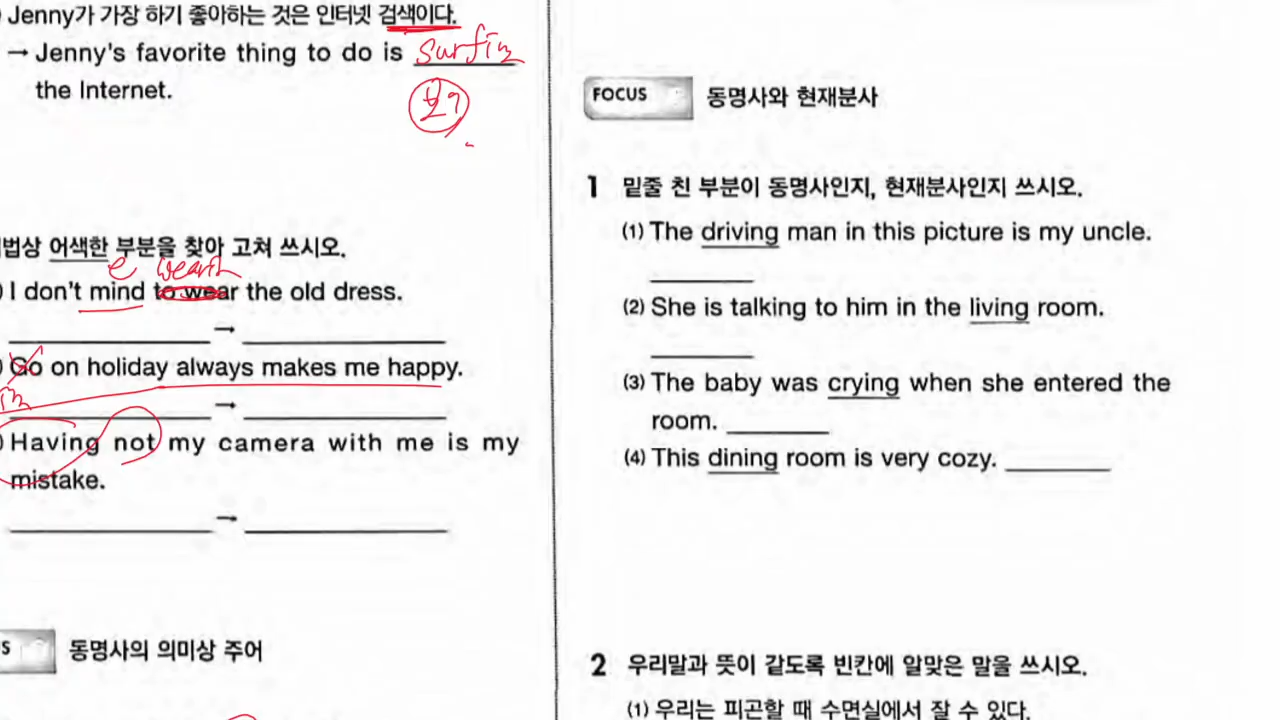 Jenny가 가장 하기 좋아하는 것은 인터넷 검색이다.
→ Jenny's favorite thing to do is surfin
the Internet.
보어
법상 어색한 부분을 찾아 고쳐 쓰시오.
I don't mind to wear the old dress.
→
Go on holiday always makes me happy.
→
Having not my camera with me is my
mistake.
→
S 동명사의 의미상 주어
FOCUS 동명사와 현재분사
1 밑줄 친 부분이 동명사인지, 현재분사인지 쓰시오.
(1) The driving man in this picture is my uncle.
(2) She is talking to him in the living room.
(3) The baby was crying when she entered the
room.
(4) This dining room is very cozy.
2 우리말과 뜻이 같도록 빈칸에 알맞은 말을 쓰시오.
(1) 우리는 피곤할 때 수면실에서 잘 수 있다.